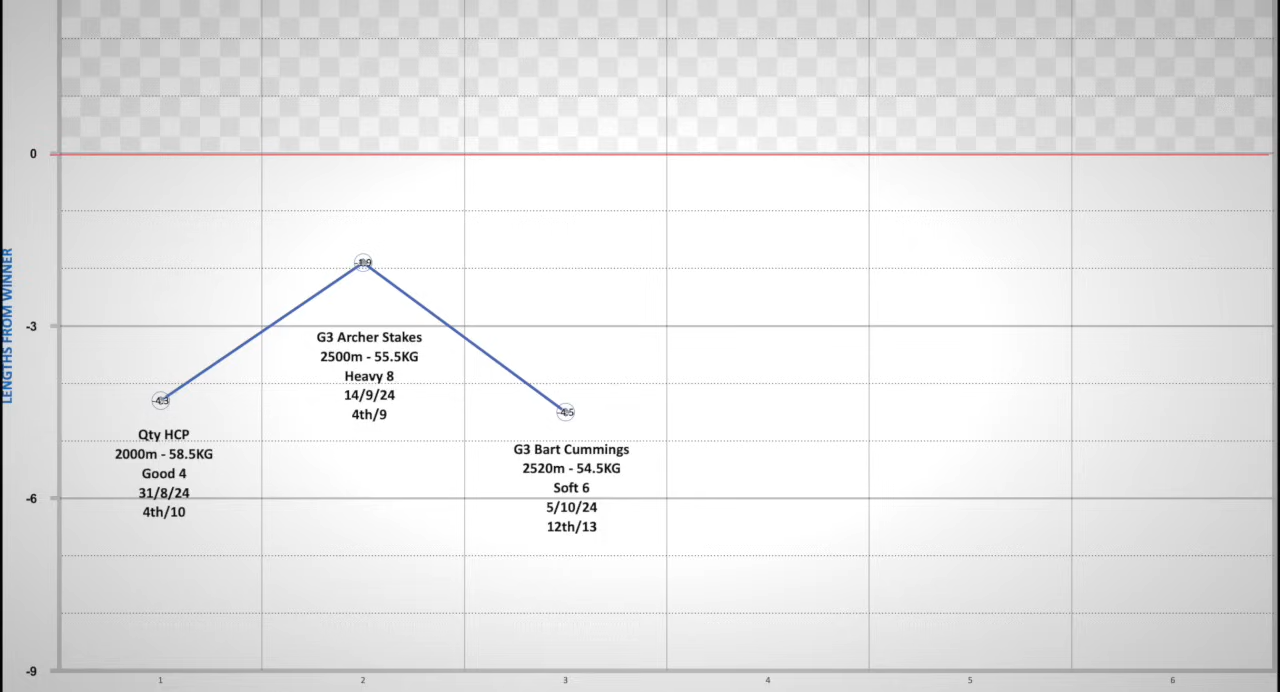 0
-3
-6
-9
LENGTHS FROM WINNER
-4.3
Qty HCP
2000m - 58.5KG
Good 4
31/8/24
4th/10
-1.9
G3 Archer Stakes
2500m - 55.5KG
Heavy 8
14/9/24
4th/9
-4.5
G3 Bart Cummings
2520m - 54.5KG
Soft 6
5/10/24
12th/13
1 2 3 4 5 6